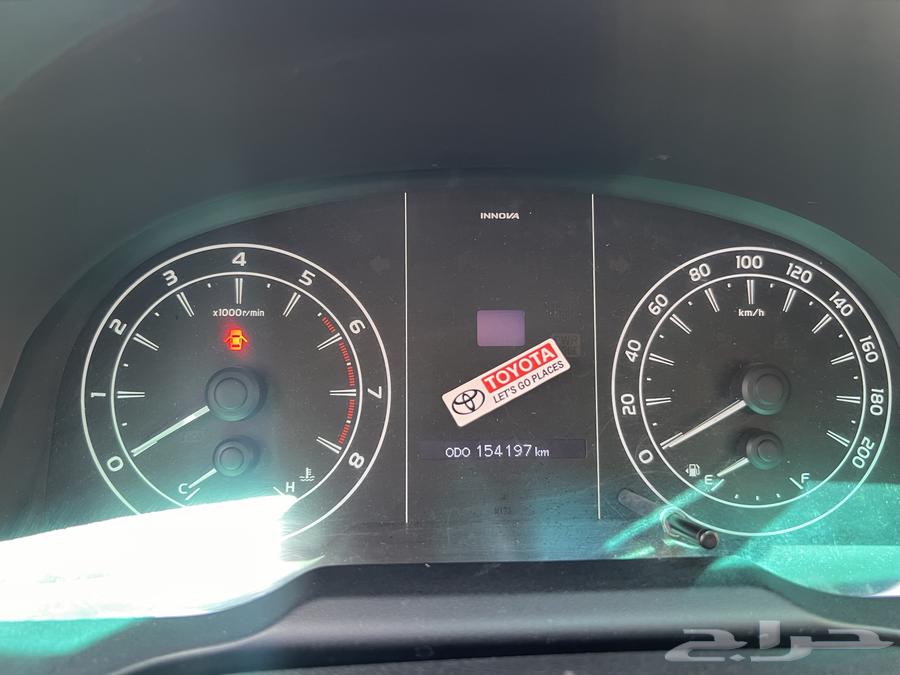 INNOVA
0 1 2 3 4 5 6 7 8
x1000r/min
C H
TOYOTA
LET'S GO PLACES
ODO 154197 km
0 20 40 60 80 100 120 140 160 180 200
km/h
E F
حراج